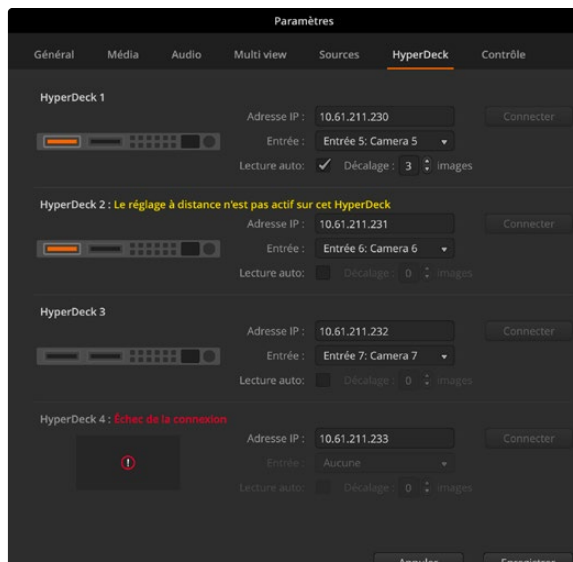 Paramètres
Général Média Audio Multi view Sources HyperDeck Contrôle
HyperDeck 1
Adresse IP : 10.61.211.230 Connecter
Entrée : Entrée 5: Camera 5
Lecture auto: Décalage : 3 images
HyperDeck 2 : Le réglage à distance n'est pas actif sur cet HyperDeck
Adresse IP : 10.61.211.231 Connecter
Entrée : Entrée 6: Camera 6
Lecture auto: Décalage : 0 images
HyperDeck 3
Adresse IP : 10.61.211.232 Connecter
Entrée : Entrée 7: Camera 7
Lecture auto: Décalage : 0 images
HyperDeck 4 : Échec de la connexion
Adresse IP : 10.61.211.233 Connecter
Entrée : Aucune
Lecture auto: Décalage : 0 images
Annuler Enregistrer